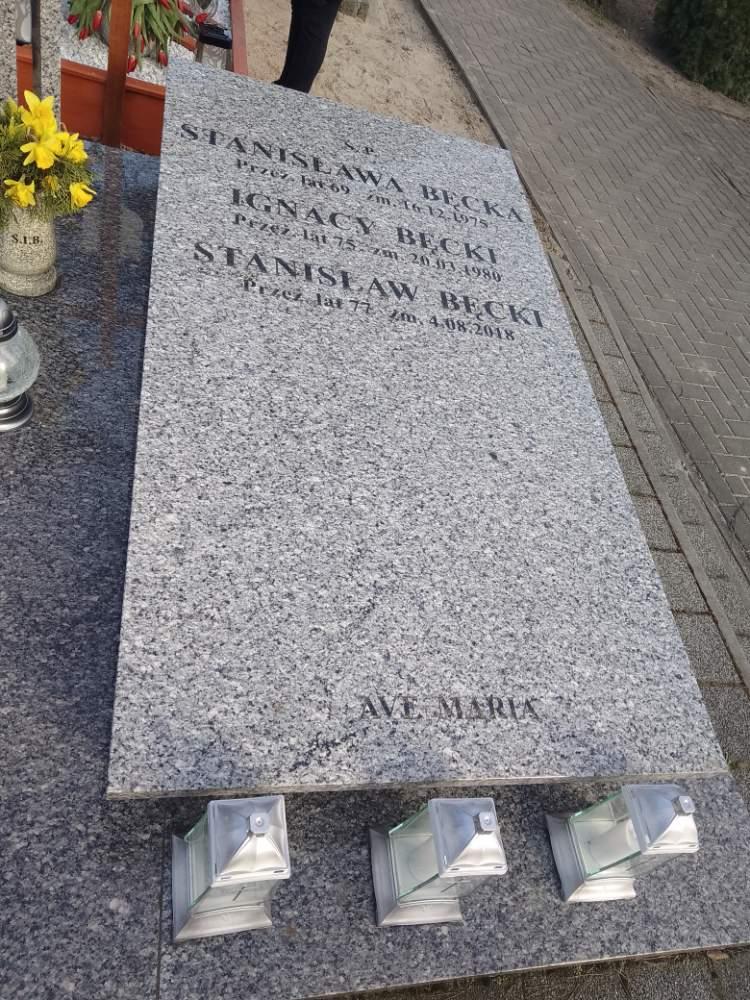 Ś.P.
STANISŁAWA BĘCKA
Przeż. lat 69 zm. 16.12.1975
IGNACY BĘCKI
Przeż. lat 75 zm. 20.03.1980
STANISŁAW BĘCKI
Przeż. lat 77 zm. 4.08.2018
AVE MARIA
S.I.B.